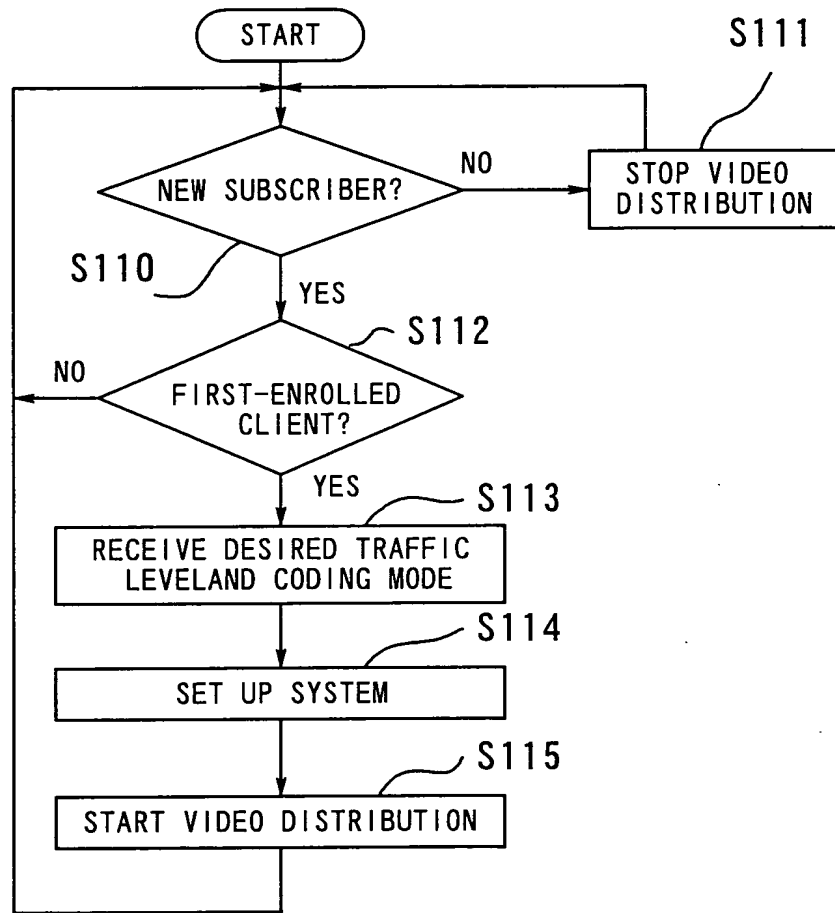 START
S111
NEW SUBSCRIBER?
NO
STOP VIDEO
DISTRIBUTION
S110
YES
S112
NO
FIRST-ENROLLED
CLIENT?
YES
S113
RECEIVE DESIRED TRAFFIC
LEVELAND CODING MODE
S114
SET UP SYSTEM
S115
START VIDEO DISTRIBUTION